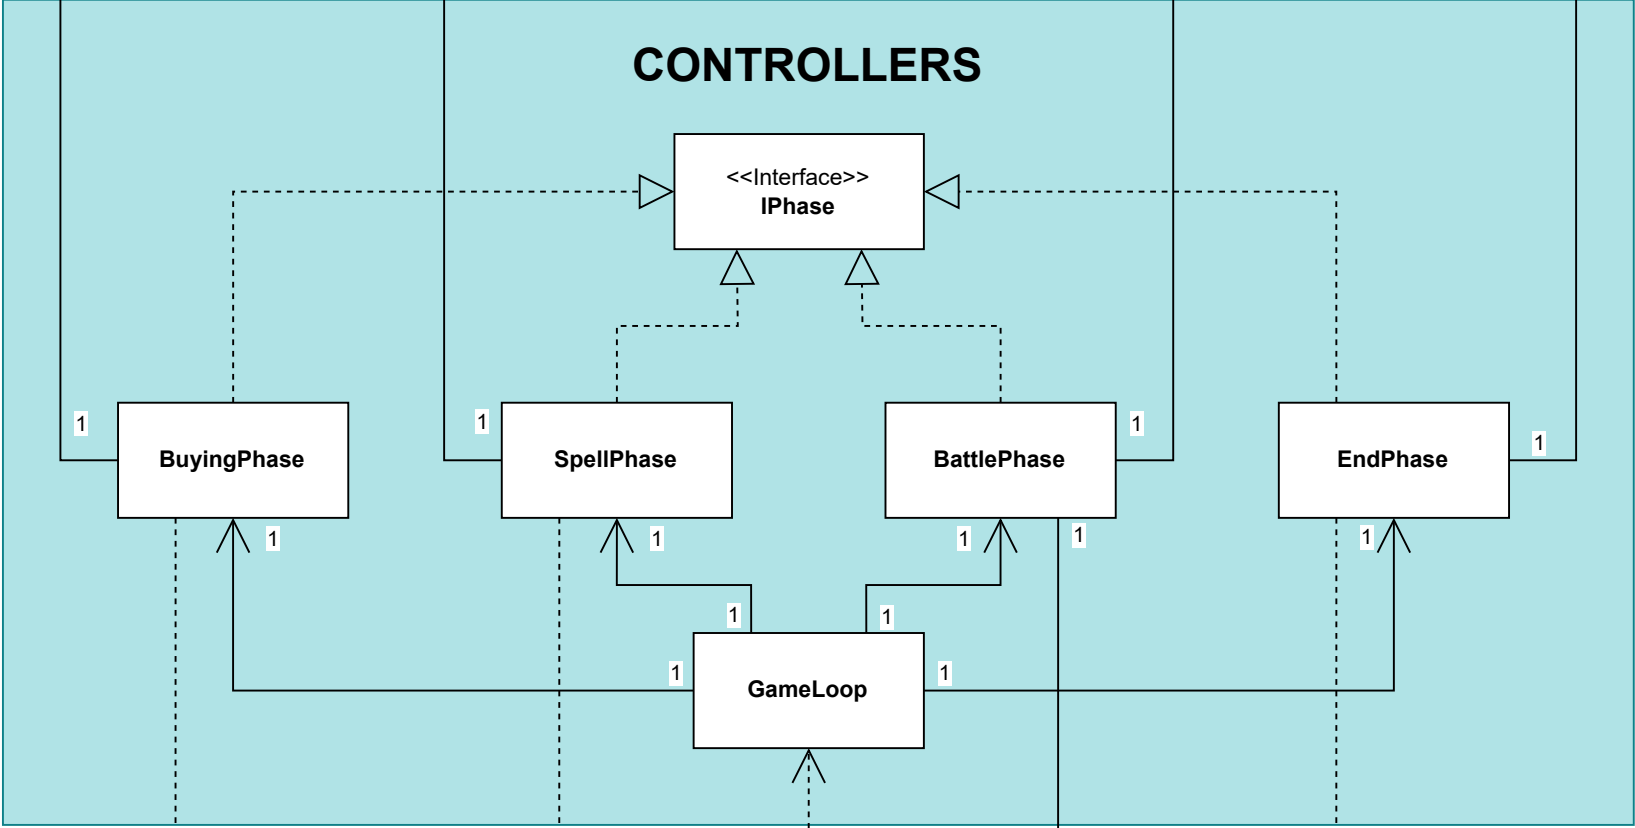 CONTROLLERS
<<Interface>>
IPhase
1
1
1
1
BuyingPhase
SpellPhase
BattlePhase
EndPhase
1
1
1
1
1
1
1
1
1
GameLoop